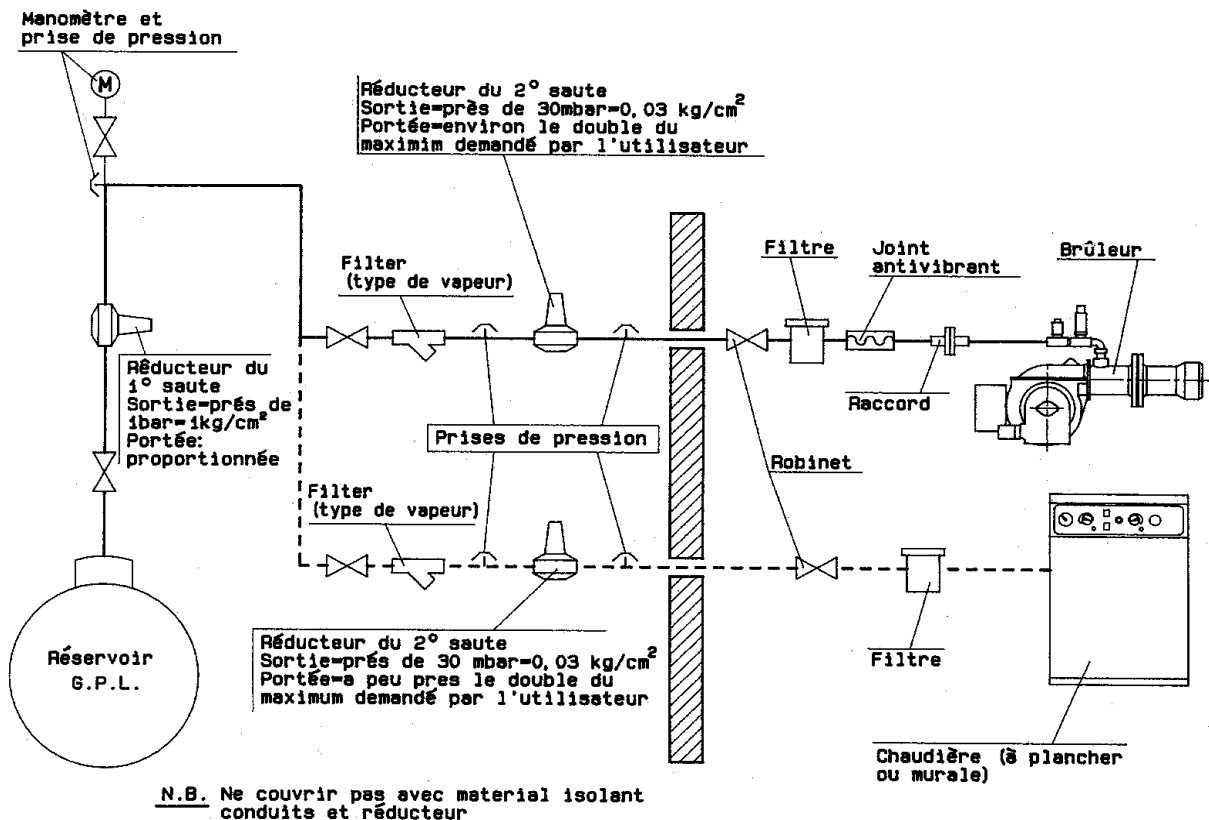 Manomètre et
prise de pression
M
Réducteur du 2° saute
Sortie=près de 30mbar=0,03 kg/cm²
Portée=environ le double du
maximim demandé par l'utilisateur
Filter
(type de vapeur)
Filtre
Joint
antivibrant
Brûleur
Rêducteur du
1° saute
Sortie=prés de
1bar=1kg/cm²
Portée:
proportionnée
Raccord
Prises de pression
Robinet
Filter
(type de vapeur)
Réservoir
G.P.L.
Réducteur du 2° saute
Sortie=prés de 30 mbar=0,03 kg/cm²
Portée=a peu pres le double du
maximum demandé par l'utilisateur
Filtre
Chaudière (à plancher
ou murale)
N.B. Ne couvrir pas avec material isolant
conduits et réducteur